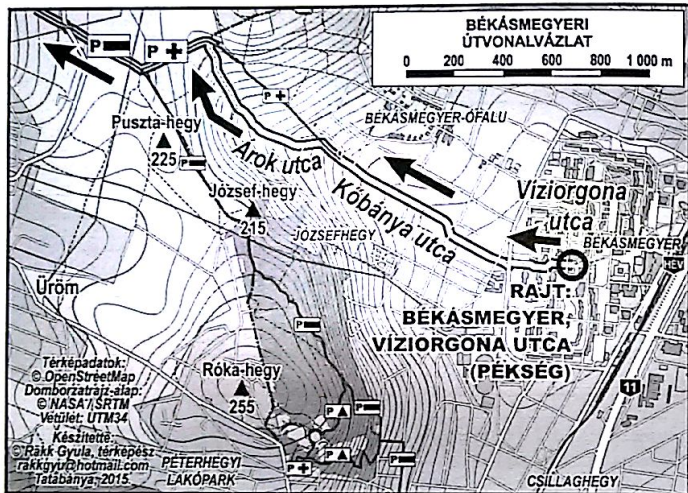 BÉKÁSMEGYERI
ÚTVONALVÁZLAT
0 200 400 600 800 1 000 m
P
P
P
BÉKÁSMEGYER-ÓFALU
Puszta-hegy
225
P
Árok utca
József-hegy
215
Kőbánya utca
Víziorgona
utca
JÓZSEFHEGY
BÉKÁSMEGYER
HÉV
RAJT:
BÉKÁSMEGYER,
VÍZIORGONA UTCA
(PÉKSÉG)
Üröm
P
11
Róka-hegy
255
Térképadatok:
© OpenStreetMap
Domborzatrajz-alap:
© NASA / SRTM
Vetület: UTM34
Készítette:
© Rakk Gyula, térképész
rakkgyu@hotmail.com
Tatabánya, 2015.
P
P
P
P
PÉTERHEGYI
LAKÓPARK
CSILLAGHEGY